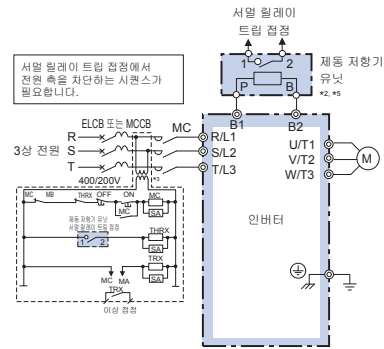 서멀 릴레이
트립 접점
1 2
제동 저항기
유닛
P B
*2, *5
서멀 릴레이 트립 접점에서
전원 측을 차단하는 시퀀스가
필요합니다.
B1 B2
ELCB 또는 MCCB MC
R R/L1 U/T1
3상 전원 S S/L2 V/T2 M
T T/L3 W/T3
400/200V *3
MC MB THRX OFF ON MC
MC SA
제동 저항기 유닛
서멀 릴레이 트립 접점
1 2
THRX
SA
TRX
SA
MC MA
TRX
이상 접점
인버터